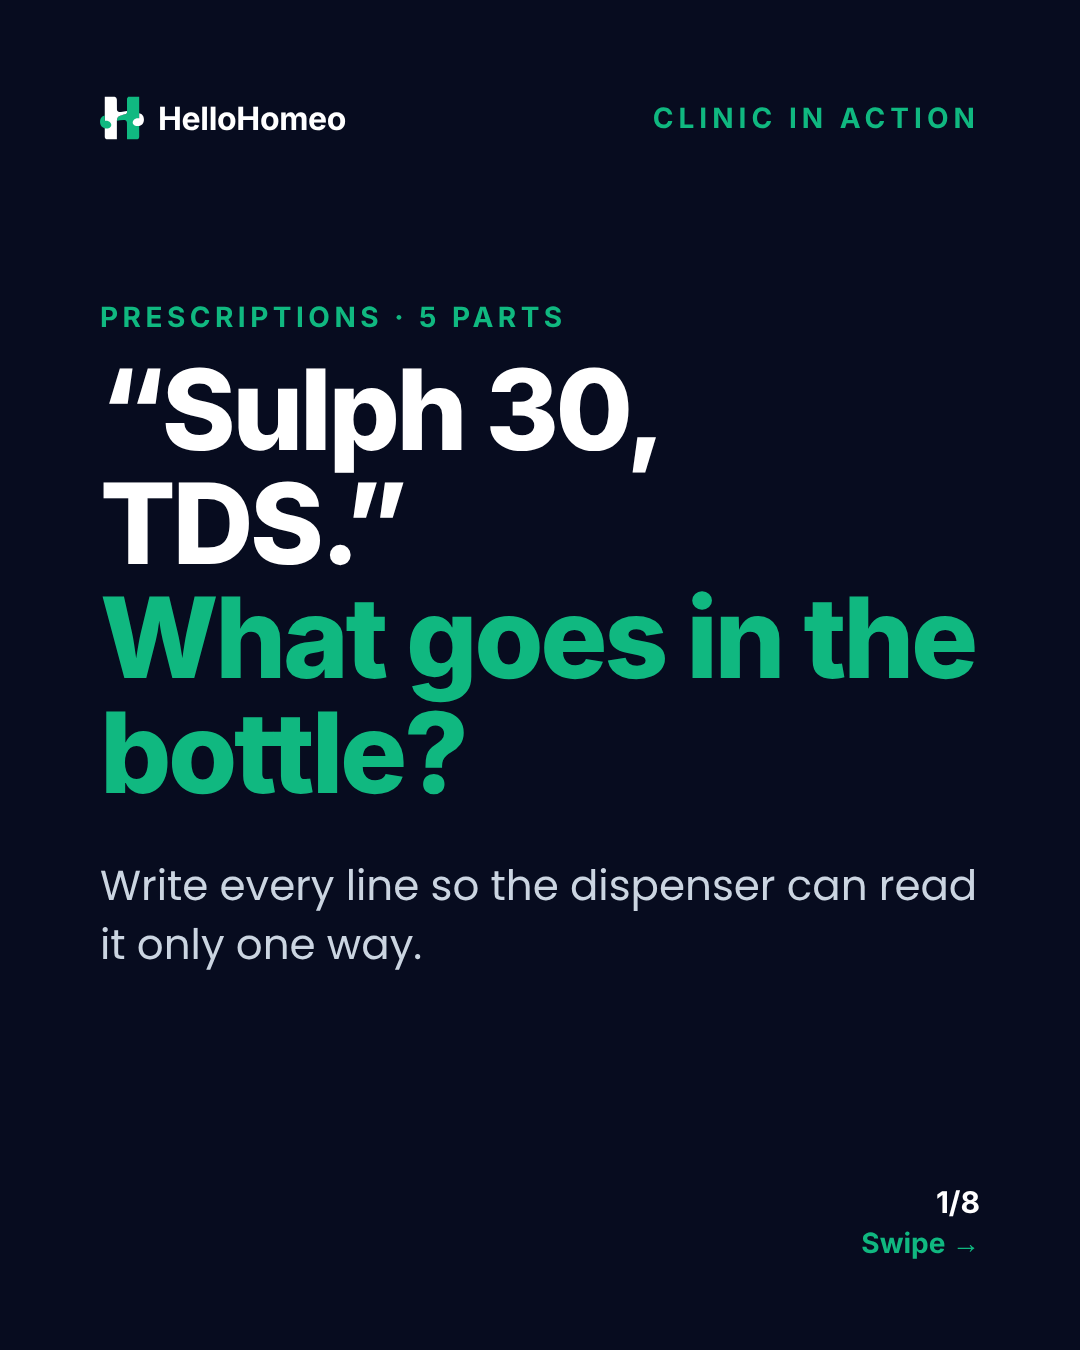 HelloHomeo
CLINIC IN ACTION
PRESCRIPTIONS · 5 PARTS
“Sulph 30,
TDS.”
What goes in the
bottle?
Write every line so the dispenser can read
it only one way.
1/8
Swipe →